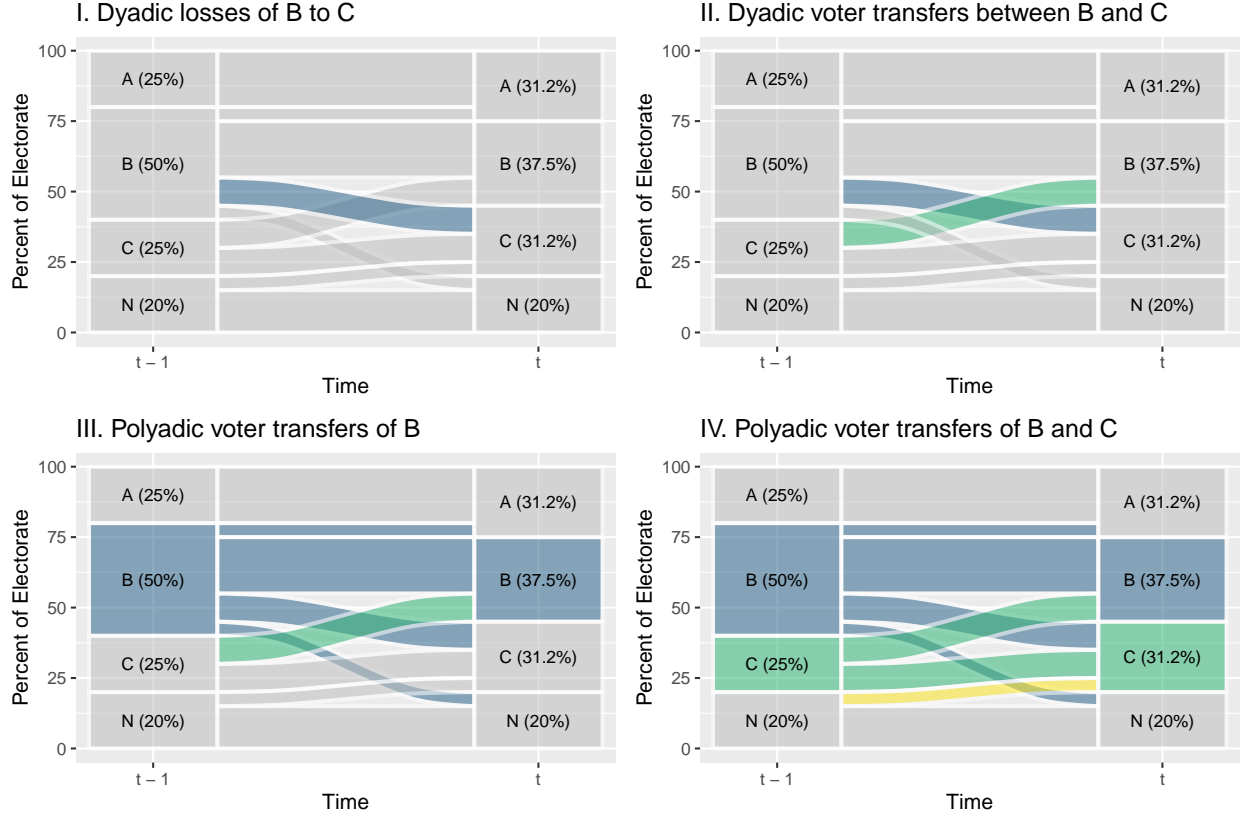 I. Dyadic losses of B to C
Percent of Electorate
100
75
50
25
0
A (25%)
B (50%)
C (25%)
N (20%)
A (31.2%)
B (37.5%)
C (31.2%)
N (20%)
t − 1
t
Time
II. Dyadic voter transfers between B and C
Percent of Electorate
100
75
50
25
0
A (25%)
B (50%)
C (25%)
N (20%)
A (31.2%)
B (37.5%)
C (31.2%)
N (20%)
t − 1
t
Time
III. Polyadic voter transfers of B
Percent of Electorate
100
75
50
25
0
A (25%)
B (50%)
C (25%)
N (20%)
A (31.2%)
B (37.5%)
C (31.2%)
N (20%)
t − 1
t
Time
IV. Polyadic voter transfers of B and C
Percent of Electorate
100
75
50
25
0
A (25%)
B (50%)
C (25%)
N (20%)
A (31.2%)
B (37.5%)
C (31.2%)
N (20%)
t − 1
t
Time